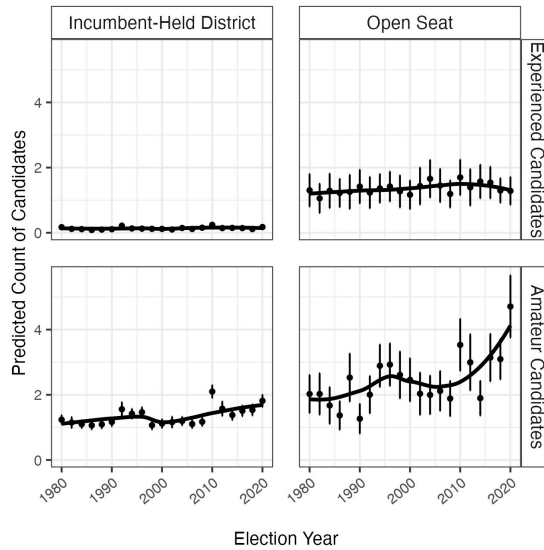 Incumbent-Held District
Open Seat
Experienced Candidates
Amateur Candidates
Predicted Count of Candidates
4
2
0
4
2
0
1980
1990
2000
2010
2020
1980
1990
2000
2010
2020
Election Year